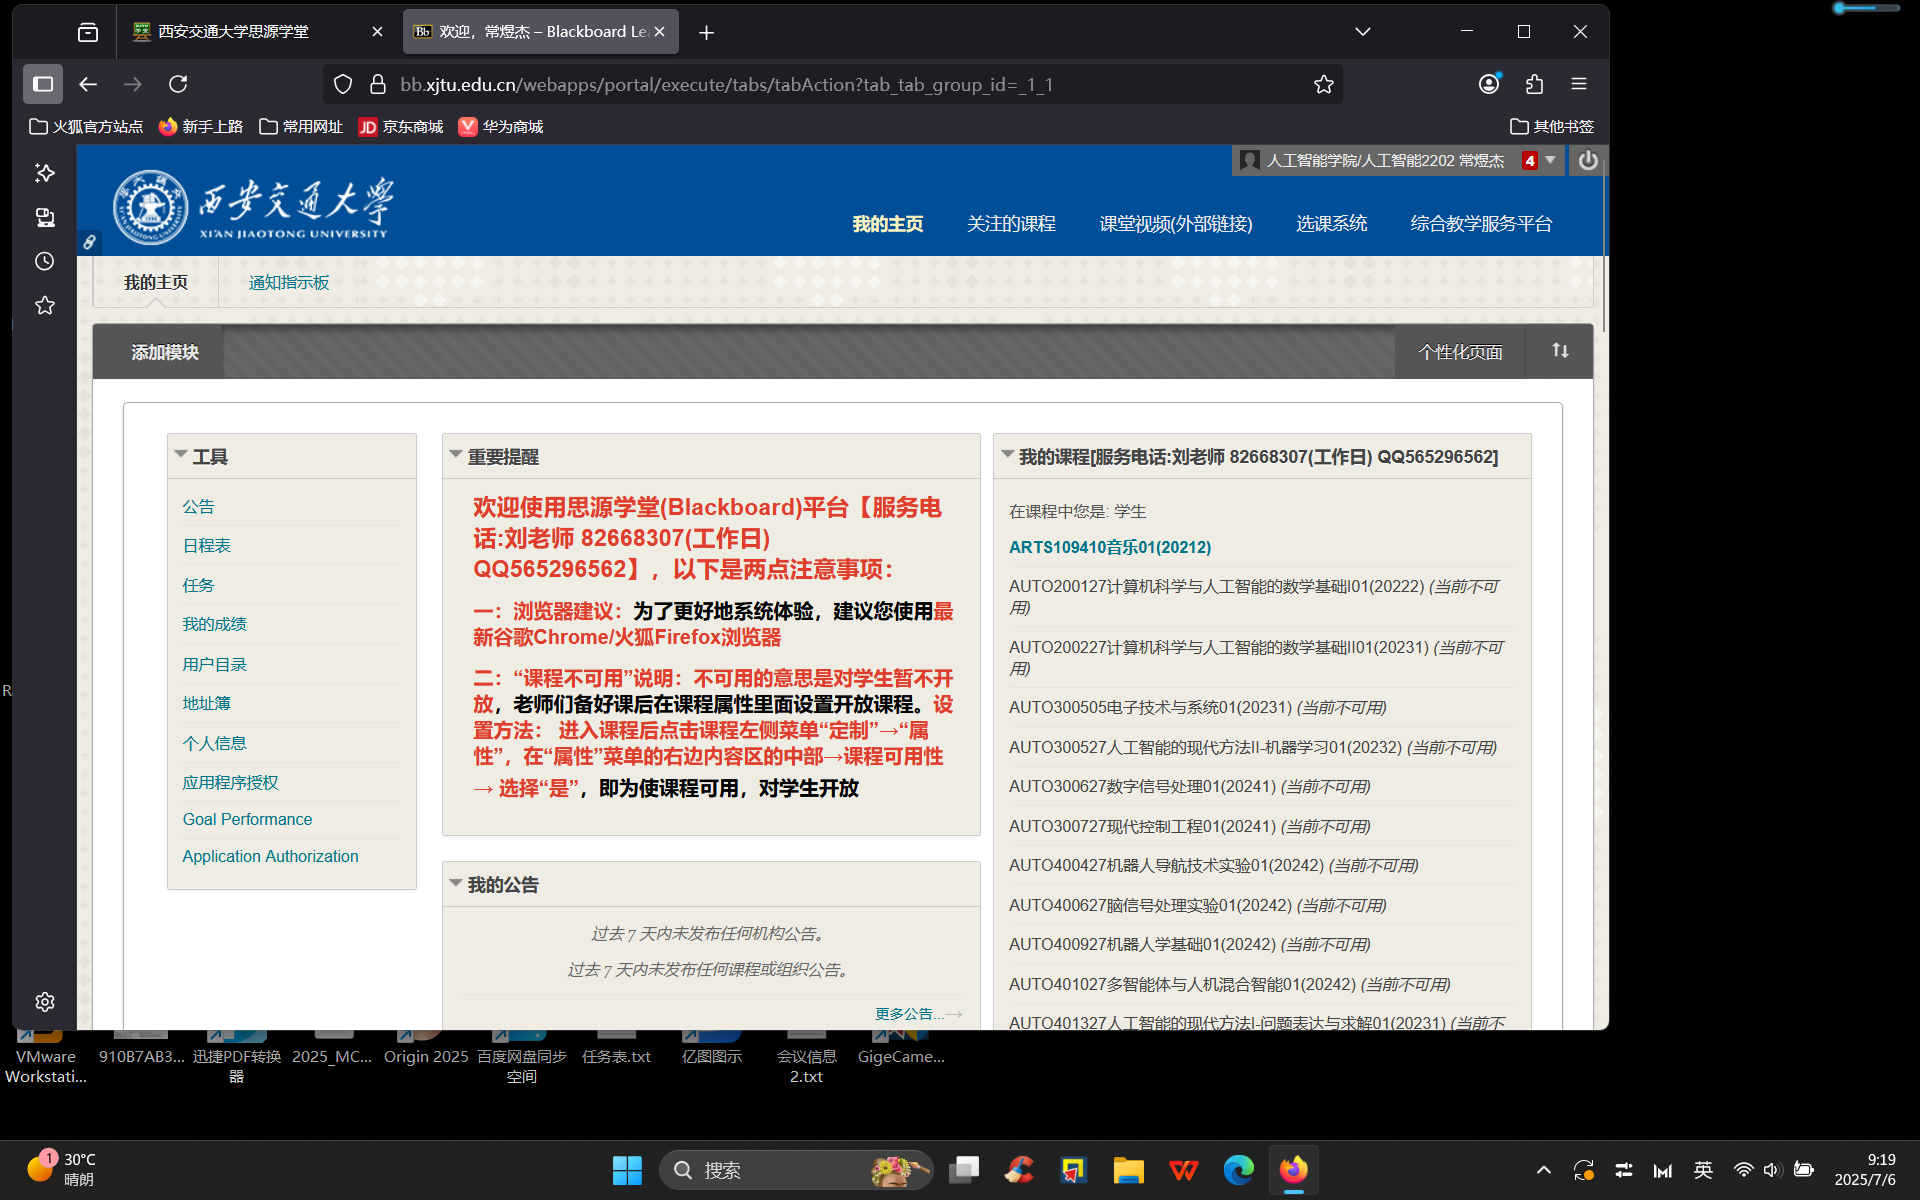 西安交通大学思源学堂
欢迎，常煜杰 – Blackboard Le
bb.xjtu.edu.cn/webapps/portal/execute/tabs/tabAction?tab_tab_group_id=_1_1
火狐官方站点
新手上路
常用网址
JD 京东商城
华为商城
其他书签
人工智能学院/人工智能2202 常煜杰 4
西安交通大学
XI'AN JIAOTONG UNIVERSITY
我的主页
关注的课程
课堂视频(外部链接)
选课系统
综合教学服务平台
我的主页
通知指示板
添加模块
个性化页面
工具
公告
日程表
任务
我的成绩
用户目录
地址簿
个人信息
应用程序授权
Goal Performance
Application Authorization
重要提醒
欢迎使用思源学堂(Blackboard)平台【服务电
话:刘老师 82668307(工作日)
QQ565296562】，以下是两点注意事项：
一：浏览器建议：为了更好地系统体验，建议您使用最
新谷歌Chrome/火狐Firefox浏览器
二：“课程不可用”说明：不可用的意思是对学生暂不开
放，老师们备好课后在课程属性里面设置开放课程。设
置方法： 进入课程后点击课程左侧菜单“定制”→“属
性”，在“属性”菜单的右边内容区的中部→课程可用性
→ 选择“是”，即为使课程可用，对学生开放
我的公告
过去 7 天内未发布任何机构公告。
过去 7 天内未发布任何课程或组织公告。
更多公告...→
我的课程[服务电话:刘老师 82668307(工作日) QQ565296562]
在课程中您是: 学生
ARTS109410音乐01(20212)
AUTO200127计算机科学与人工智能的数学基础I01(20222) (当前不可
用)
AUTO200227计算机科学与人工智能的数学基础II01(20231) (当前不可
用)
AUTO300505电子技术与系统01(20231) (当前不可用)
AUTO300527人工智能的现代方法II-机器学习01(20232) (当前不可用)
AUTO300627数字信号处理01(20241) (当前不可用)
AUTO300727现代控制工程01(20241) (当前不可用)
AUTO400427机器人导航技术实验01(20242) (当前不可用)
AUTO400627脑信号处理实验01(20242) (当前不可用)
AUTO400927机器人学基础01(20242) (当前不可用)
AUTO401027多智能体与人机混合智能01(20242) (当前不可用)
AUTO401327人工智能的现代方法I-问题表达与求解01(20231) (当前不
R
VMware
Workstati...
910B7AB3...
迅捷PDF转换
器
2025_MC...
Origin 2025
百度网盘同步
空间
任务表.txt
亿图图示
会议信息
2.txt
GigeCame...
1
30°C
晴朗
搜索
英
9:19
2025/7/6